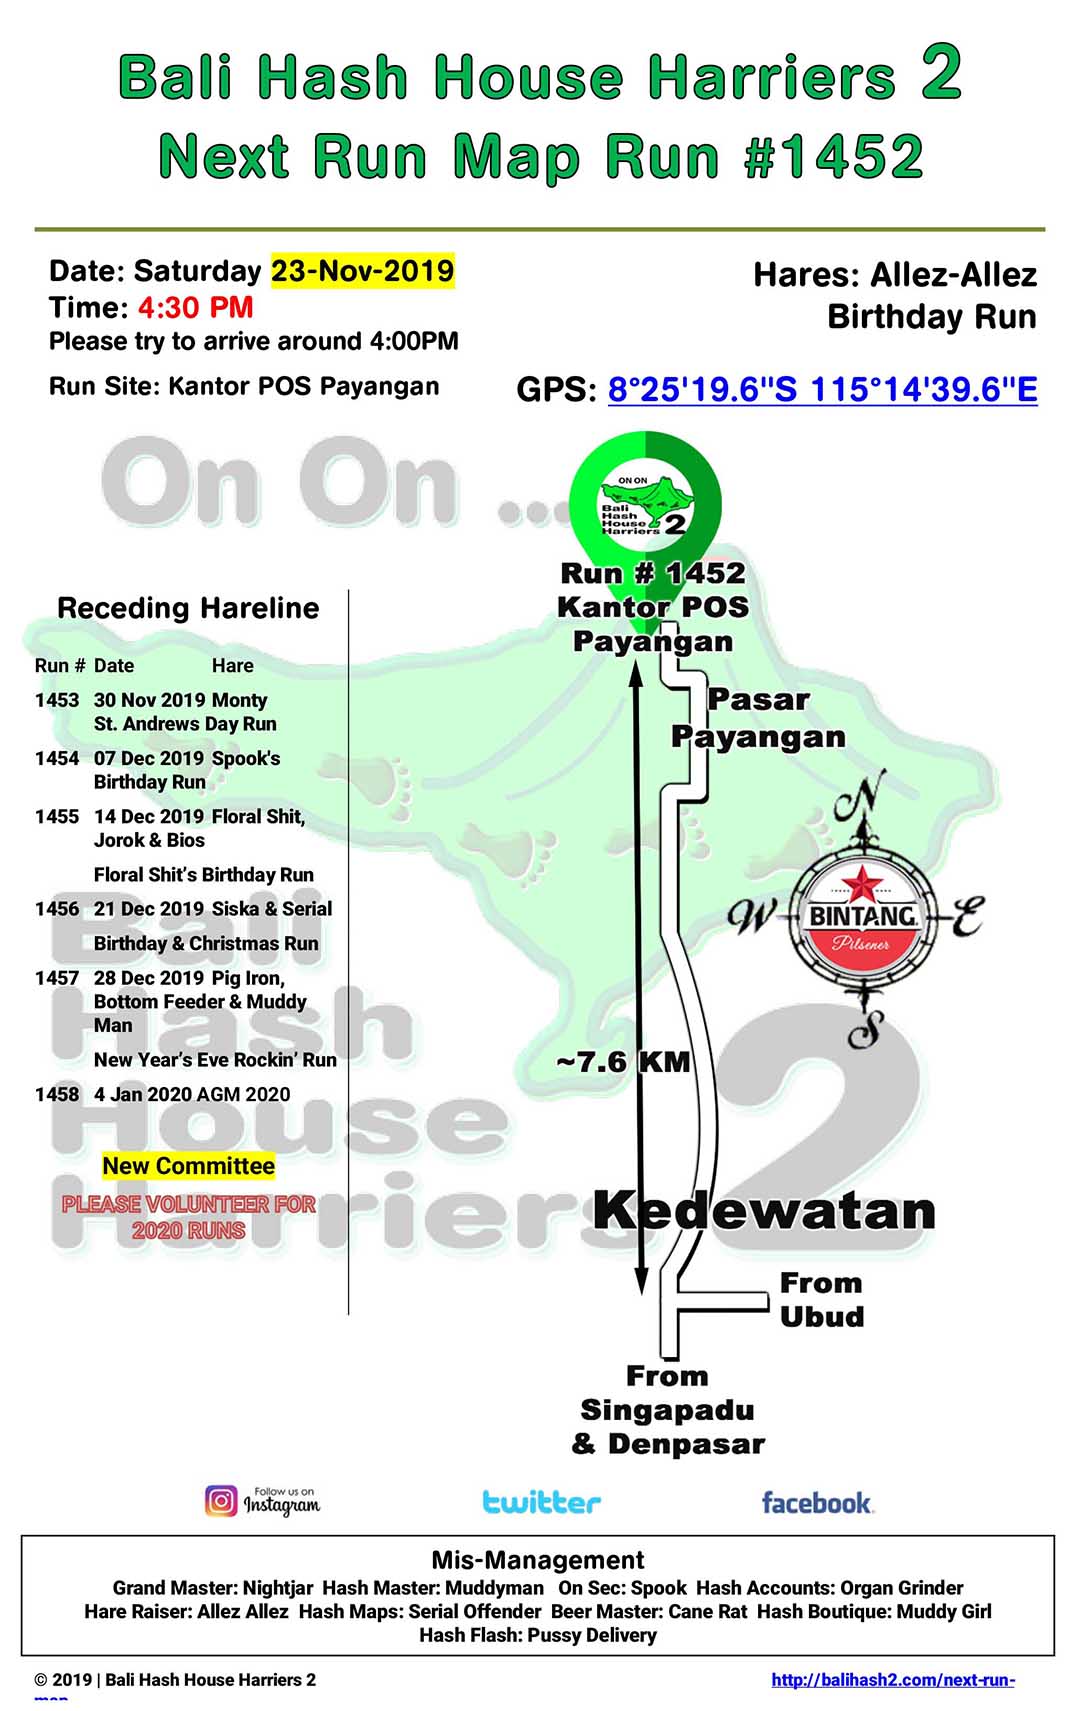 Bali Hash House Harriers 2
Next Run Map Run #1452
Date: Saturday 23-Nov-2019
Time: 4:30 PM
Please try to arrive around 4:00PM
Run Site: Kantor POS Payangan
Hares: Allez-Allez
Birthday Run
GPS: 8°25'19.6"S 115°14'39.6"E
On On ...
ON ON
Bali
Hash
House
Harriers 2
Run # 1452
Kantor POS
Payangan
Receding Hareline
Run # Date Hare
1453 30 Nov 2019 Monty
St. Andrews Day Run
1454 07 Dec 2019 Spook's
Birthday Run
1455 14 Dec 2019 Floral Shit,
Jorok & Bios
Floral Shit's Birthday Run
1456 21 Dec 2019 Siska & Serial
Birthday & Christmas Run
1457 28 Dec 2019 Pig Iron,
Bottom Feeder & Muddy
Man
New Year's Eve Rockin' Run
1458 4 Jan 2020 AGM 2020
New Committee
PLEASE VOLUNTEER FOR
2020 RUNS
Bali
Hash
House
Harriers 2
Pasar
Payangan
N
W
E
S
BINTANG
Pilsener
~7.6 KM
Kedewatan
From
Ubud
From
Singapadu
& Denpasar
Follow us on
Instagram
twitter
facebook
Mis-Management
Grand Master: Nightjar Hash Master: Muddyman On Sec: Spook Hash Accounts: Organ Grinder
Hare Raiser: Allez Allez Hash Maps: Serial Offender Beer Master: Cane Rat Hash Boutique: Muddy Girl
Hash Flash: Pussy Delivery
© 2019 | Bali Hash House Harriers 2
http://balihash2.com/next-run-
map